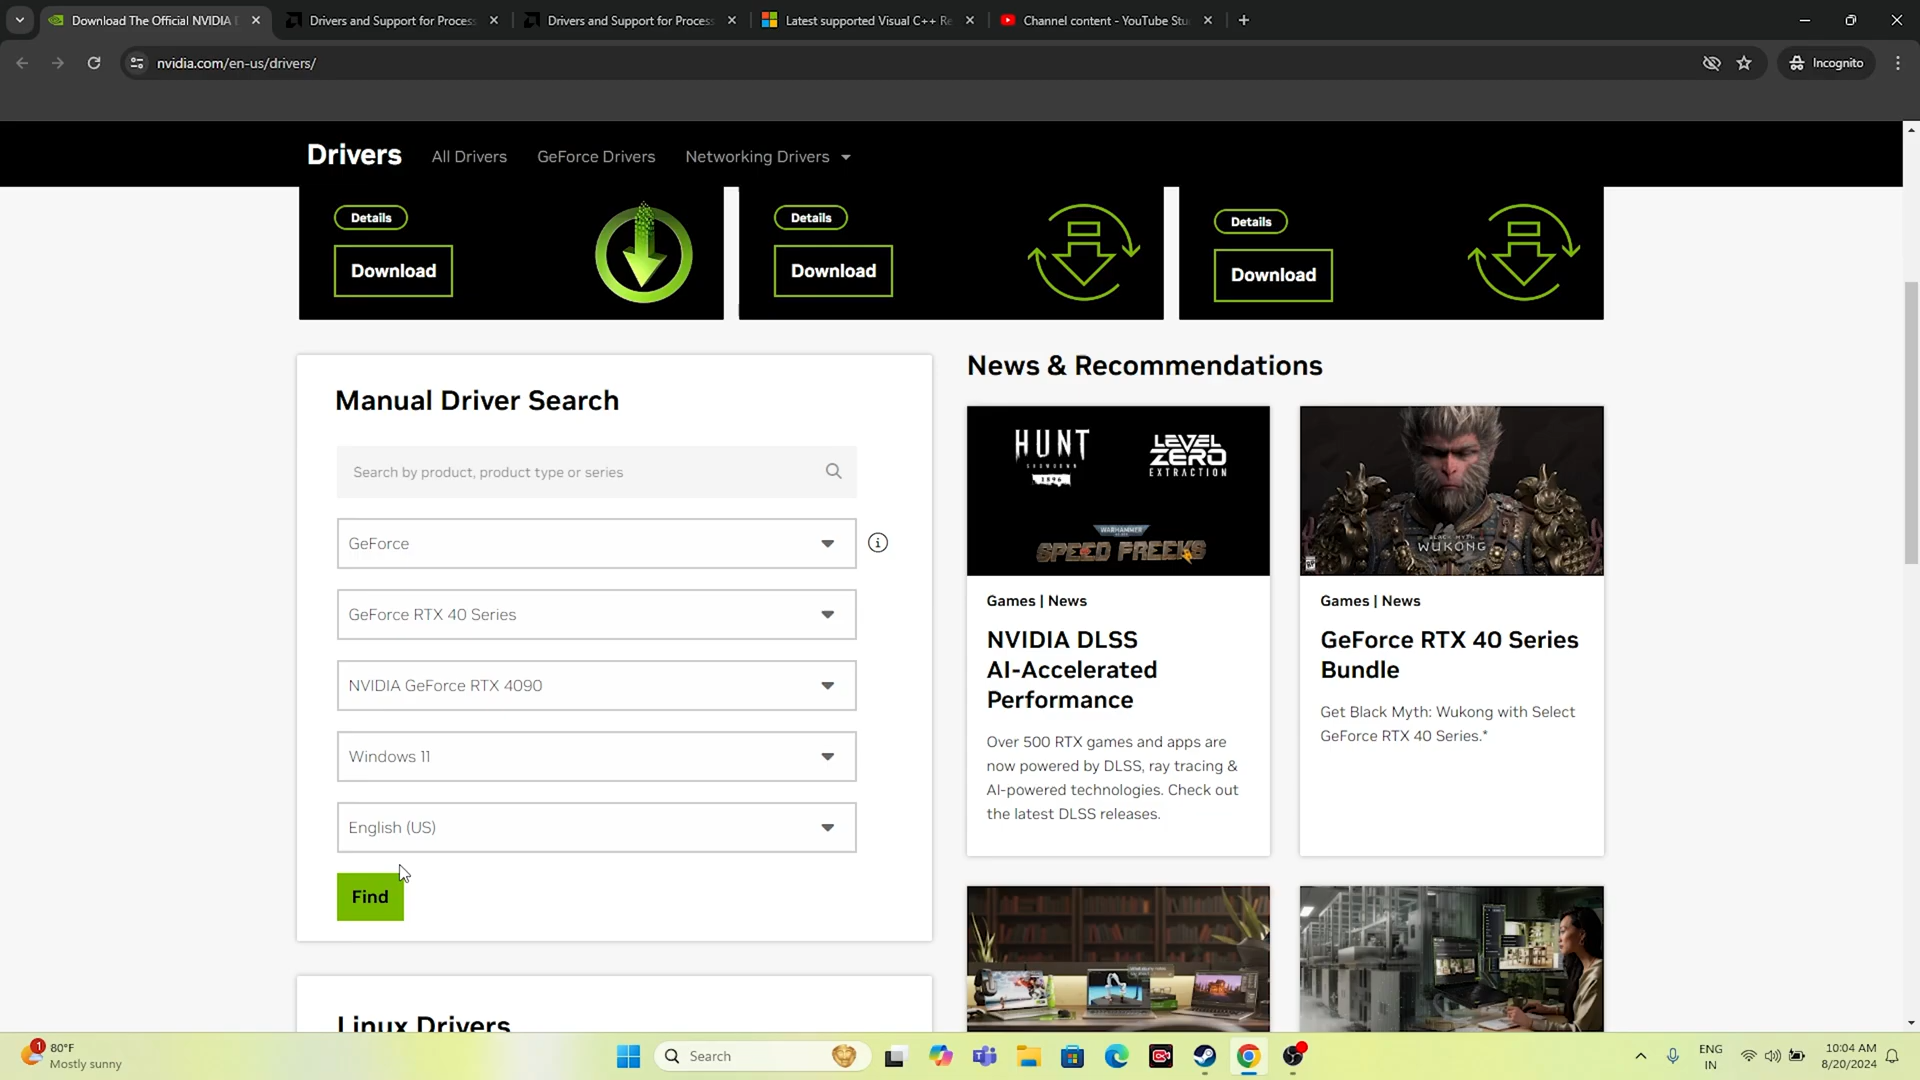 Download The Official NVIDIA
Drivers and Support for Process
Drivers and Support for Process
Latest supported Visual C++ Re
Channel content - YouTube Stu
nvidia.com/en-us/drivers/
Incognito
Drivers
All Drivers
GeForce Drivers
Networking Drivers
Details
Download
Details
Download
Details
Download
Manual Driver Search
Search by product, product type or series
GeForce
GeForce RTX 40 Series
NVIDIA GeForce RTX 4090
Windows 11
English (US)
Find
Linux Drivers
News & Recommendations
HUNT
SHOWDOWN
1896
LEVEL
ZERO
EXTRACTION
WARHAMMER
SPEED FREEKS
Games | News
NVIDIA DLSS
AI-Accelerated
Performance
Over 500 RTX games and apps are
now powered by DLSS, ray tracing &
AI-powered technologies. Check out
the latest DLSS releases.
BLACK MYTH
WUKONG
Games | News
GeForce RTX 40 Series
Bundle
Get Black Myth: Wukong with Select
GeForce RTX 40 Series.*
1
80°F
Mostly sunny
Search
ENG
IN
10:04 AM
8/20/2024